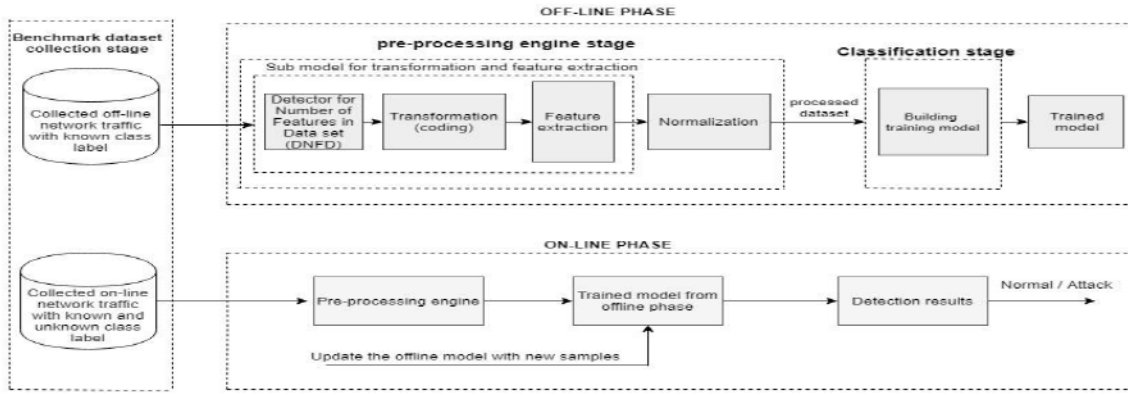 OFF-LINE PHASE
Benchmark dataset
collection stage
pre-processing engine stage
Classification stage
Sub model for transformation and feature extraction
Collected off-line
network traffic
with known class
label
Detector for
Number of
Features in
Data set
(DNFD)
Transformation
(coding)
Feature
extraction
Normalization
processed
dataset
Building
training model
Trained
model
ON-LINE PHASE
Collected on-line
network traffic
with known and
unknown class
label
Pre-processing engine
Trained model from
offline phase
Detection results
Normal / Attack
Update the offline model with new samples